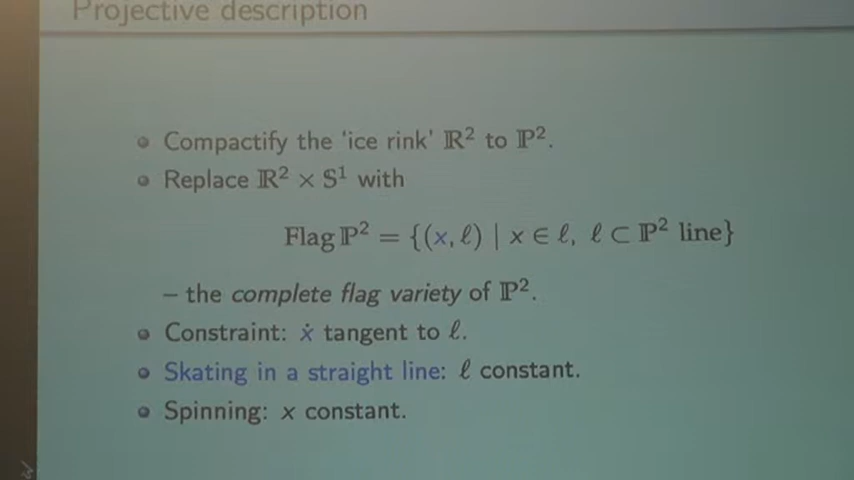 Projective description
• Compactify the ‘ice rink’ ℝ² to ℙ².
• Replace ℝ² × S¹ with
Flag ℙ² = {(x, ℓ) | x ∈ ℓ, ℓ ⊂ ℙ² line}
– the complete flag variety of ℙ².
• Constraint: ẋ tangent to ℓ.
• Skating in a straight line: ℓ constant.
• Spinning: x constant.